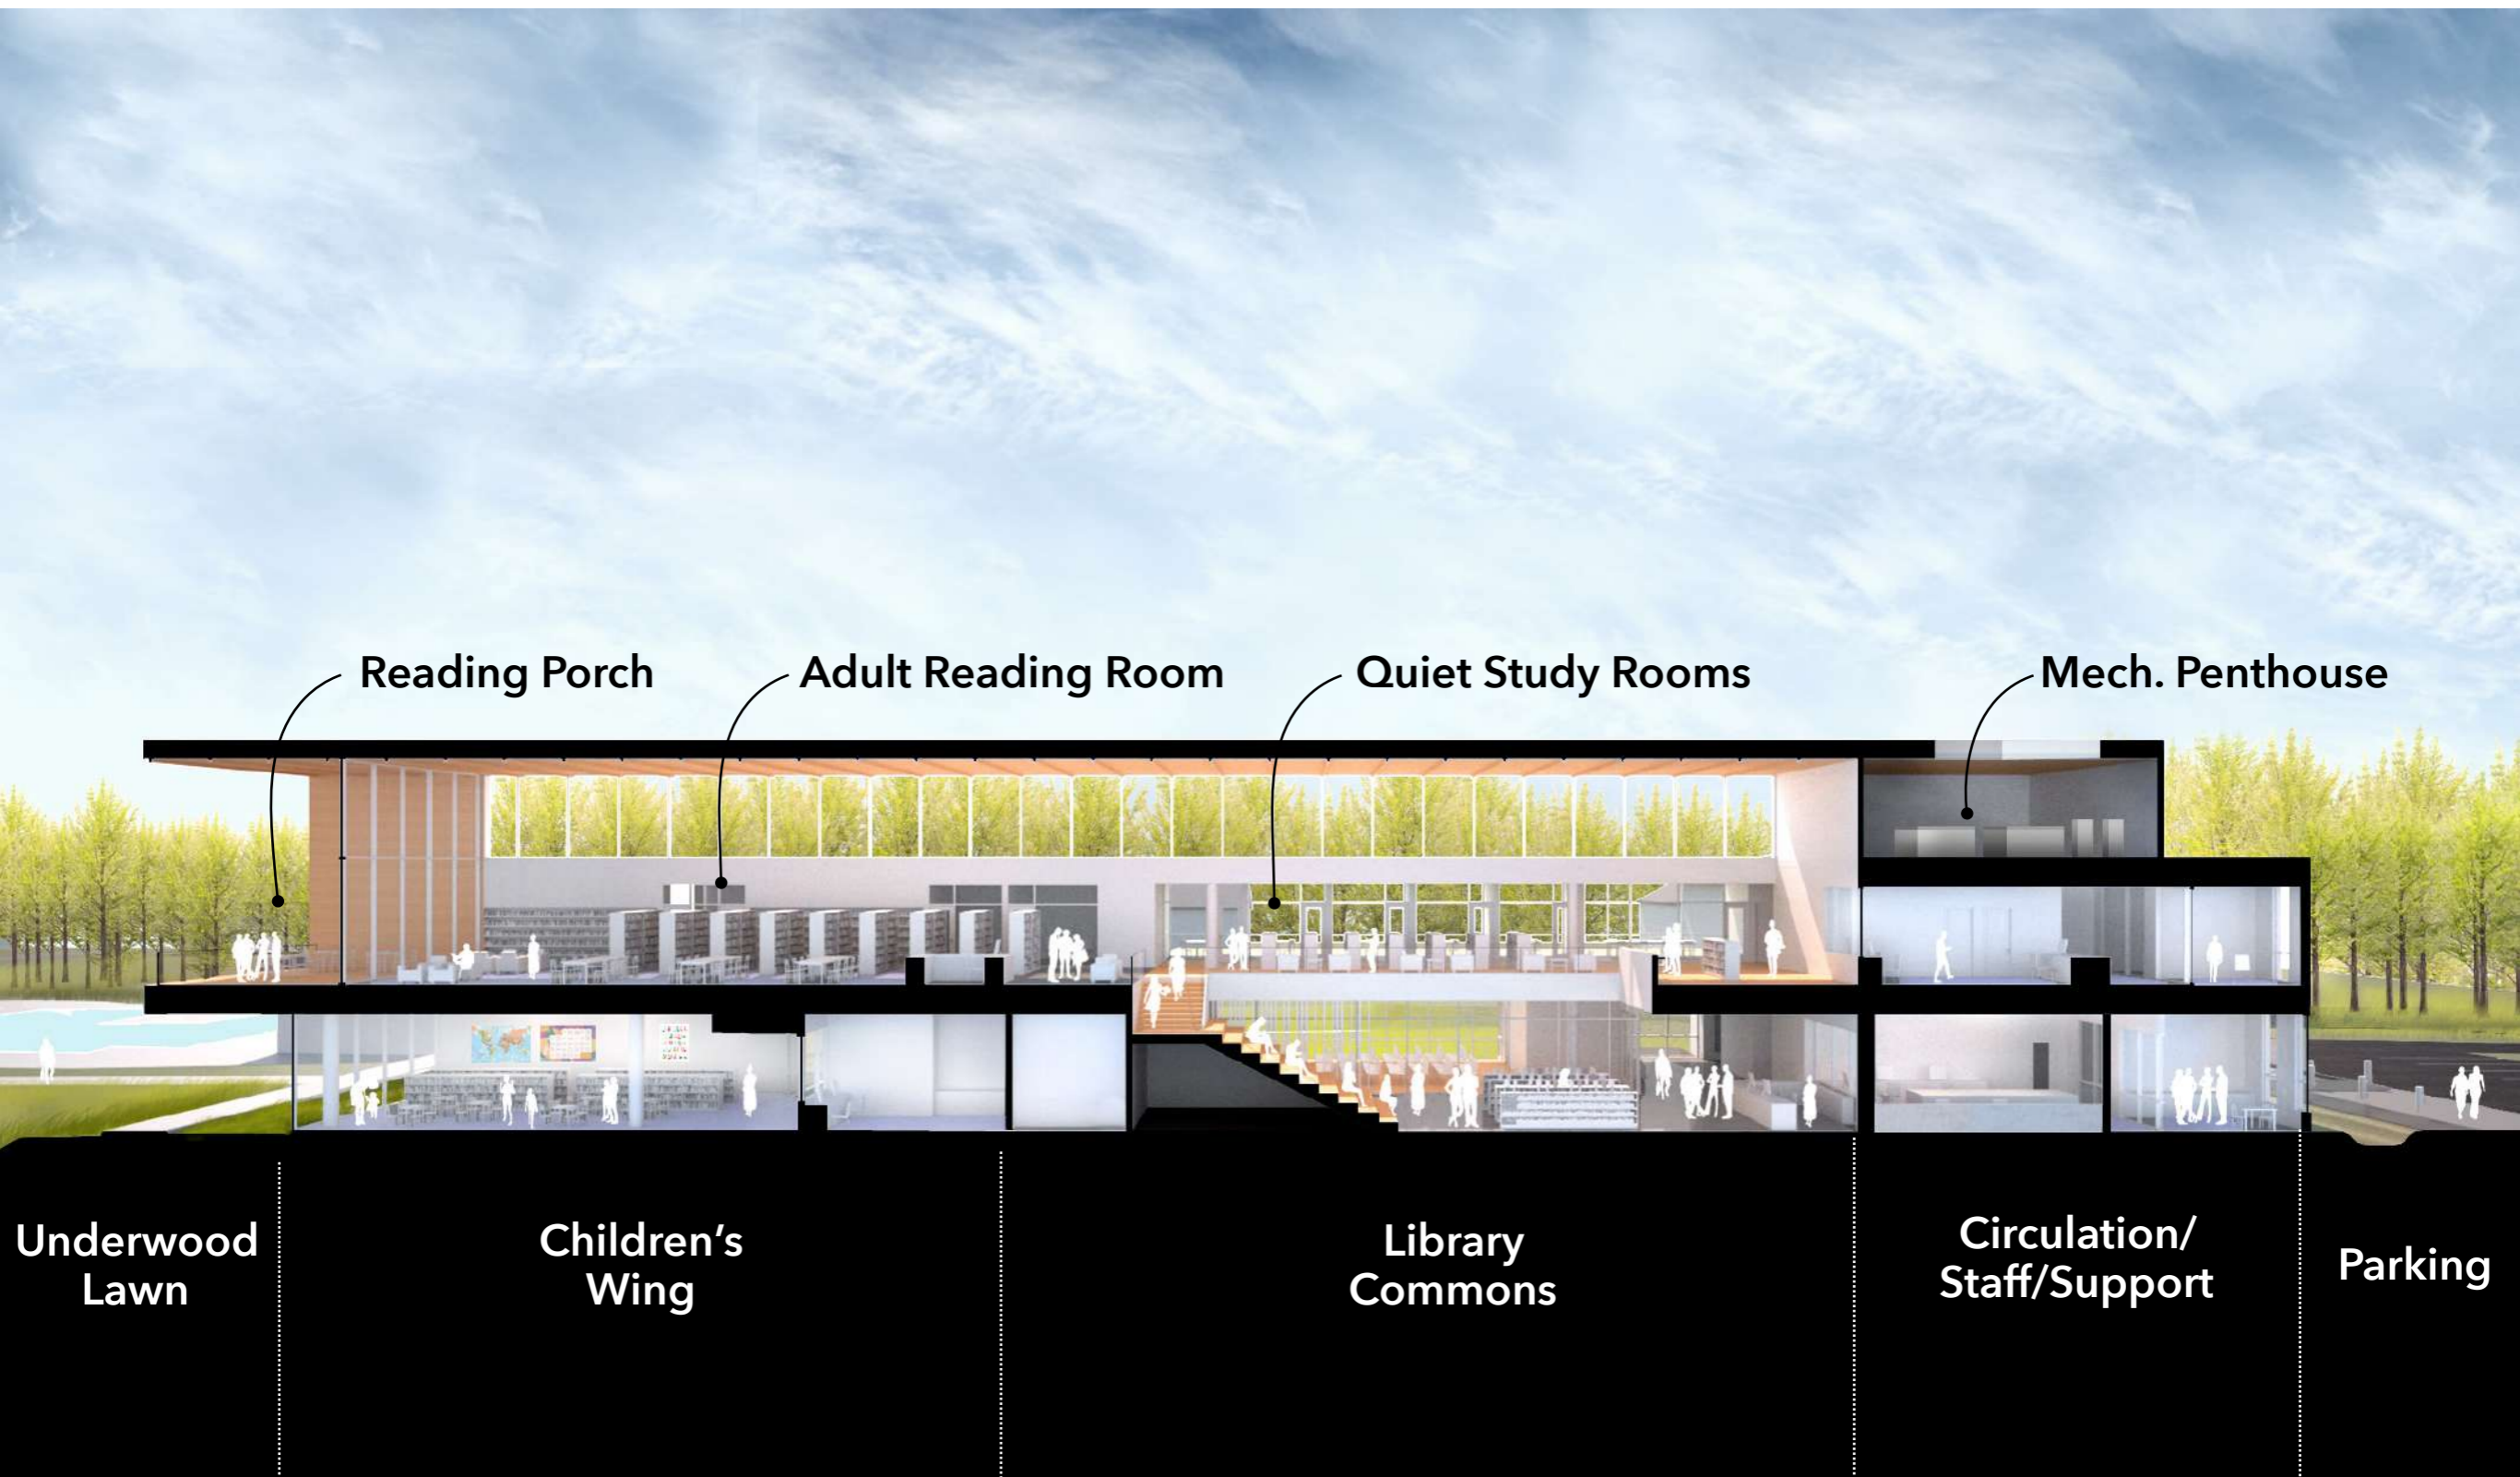 Reading Porch
Adult Reading Room
Quiet Study Rooms
Mech. Penthouse
Underwood
Lawn
Children’s
Wing
Library
Commons
Circulation/
Staff/Support
Parking